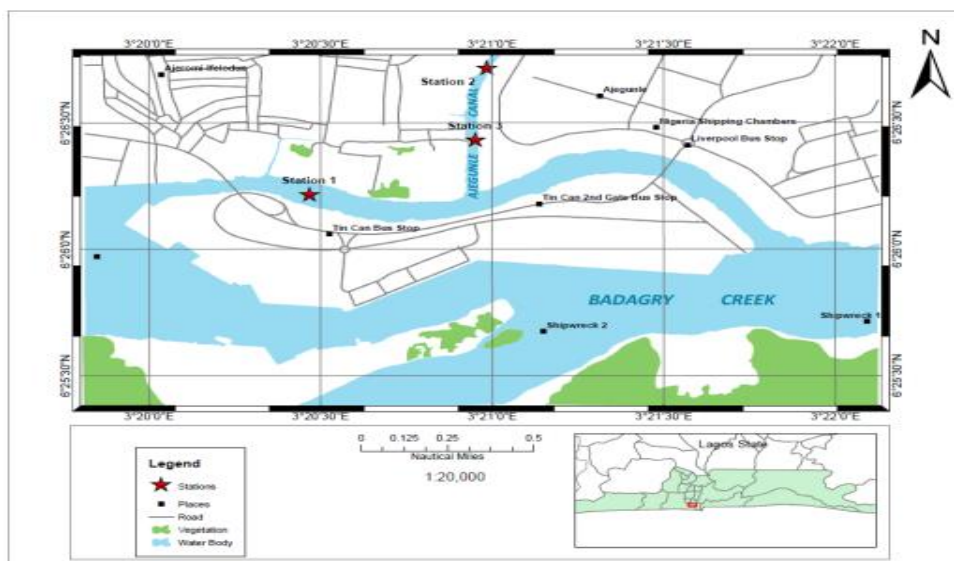 3°20'0"E 3°20'30"E 3°21'0"E 3°21'30"E 3°22'0"E
N
Ajeromi Ifelodun
Station 2
Ajegunle
6°26'30"N 6°26'30"N
Nigeria Shipping Chambers
Station 3
Liverpool Bus Stop
AJEGUNLE CANAL
Station 1
Tin Can 2nd Gate Bus Stop
Tin Can Bus Stop
6°26'0"N 6°26'0"N
BADAGRY CREEK
Shipwreck 1
Shipwreck 2
6°25'30"N 6°25'30"N
3°20'0"E 3°20'30"E 3°21'0"E 3°21'30"E 3°22'0"E
0 0.125 0.25 0.5
Nautical Miles
1:20,000
Lagos State
Legend
Stations
Places
Road
Vegetation
Water Body